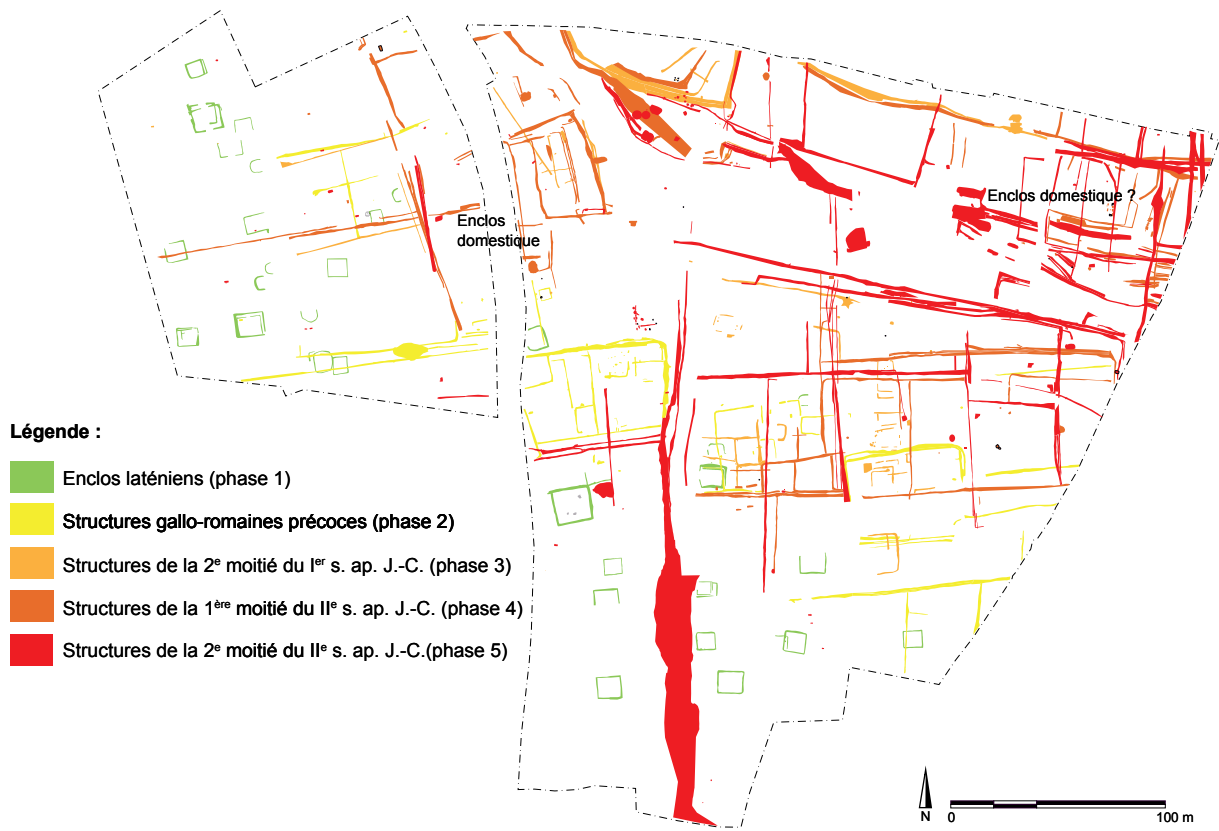 Enclos domestique ?
Enclos
domestique
Légende :
Enclos laténiens (phase 1)
Structures gallo-romaines précoces (phase 2)
Structures de la 2e moitié du Ier s. ap. J.-C. (phase 3)
Structures de la 1ère moitié du IIe s. ap. J.-C. (phase 4)
Structures de la 2e moitié du IIe s. ap. J.-C.(phase 5)
N
0 100 m